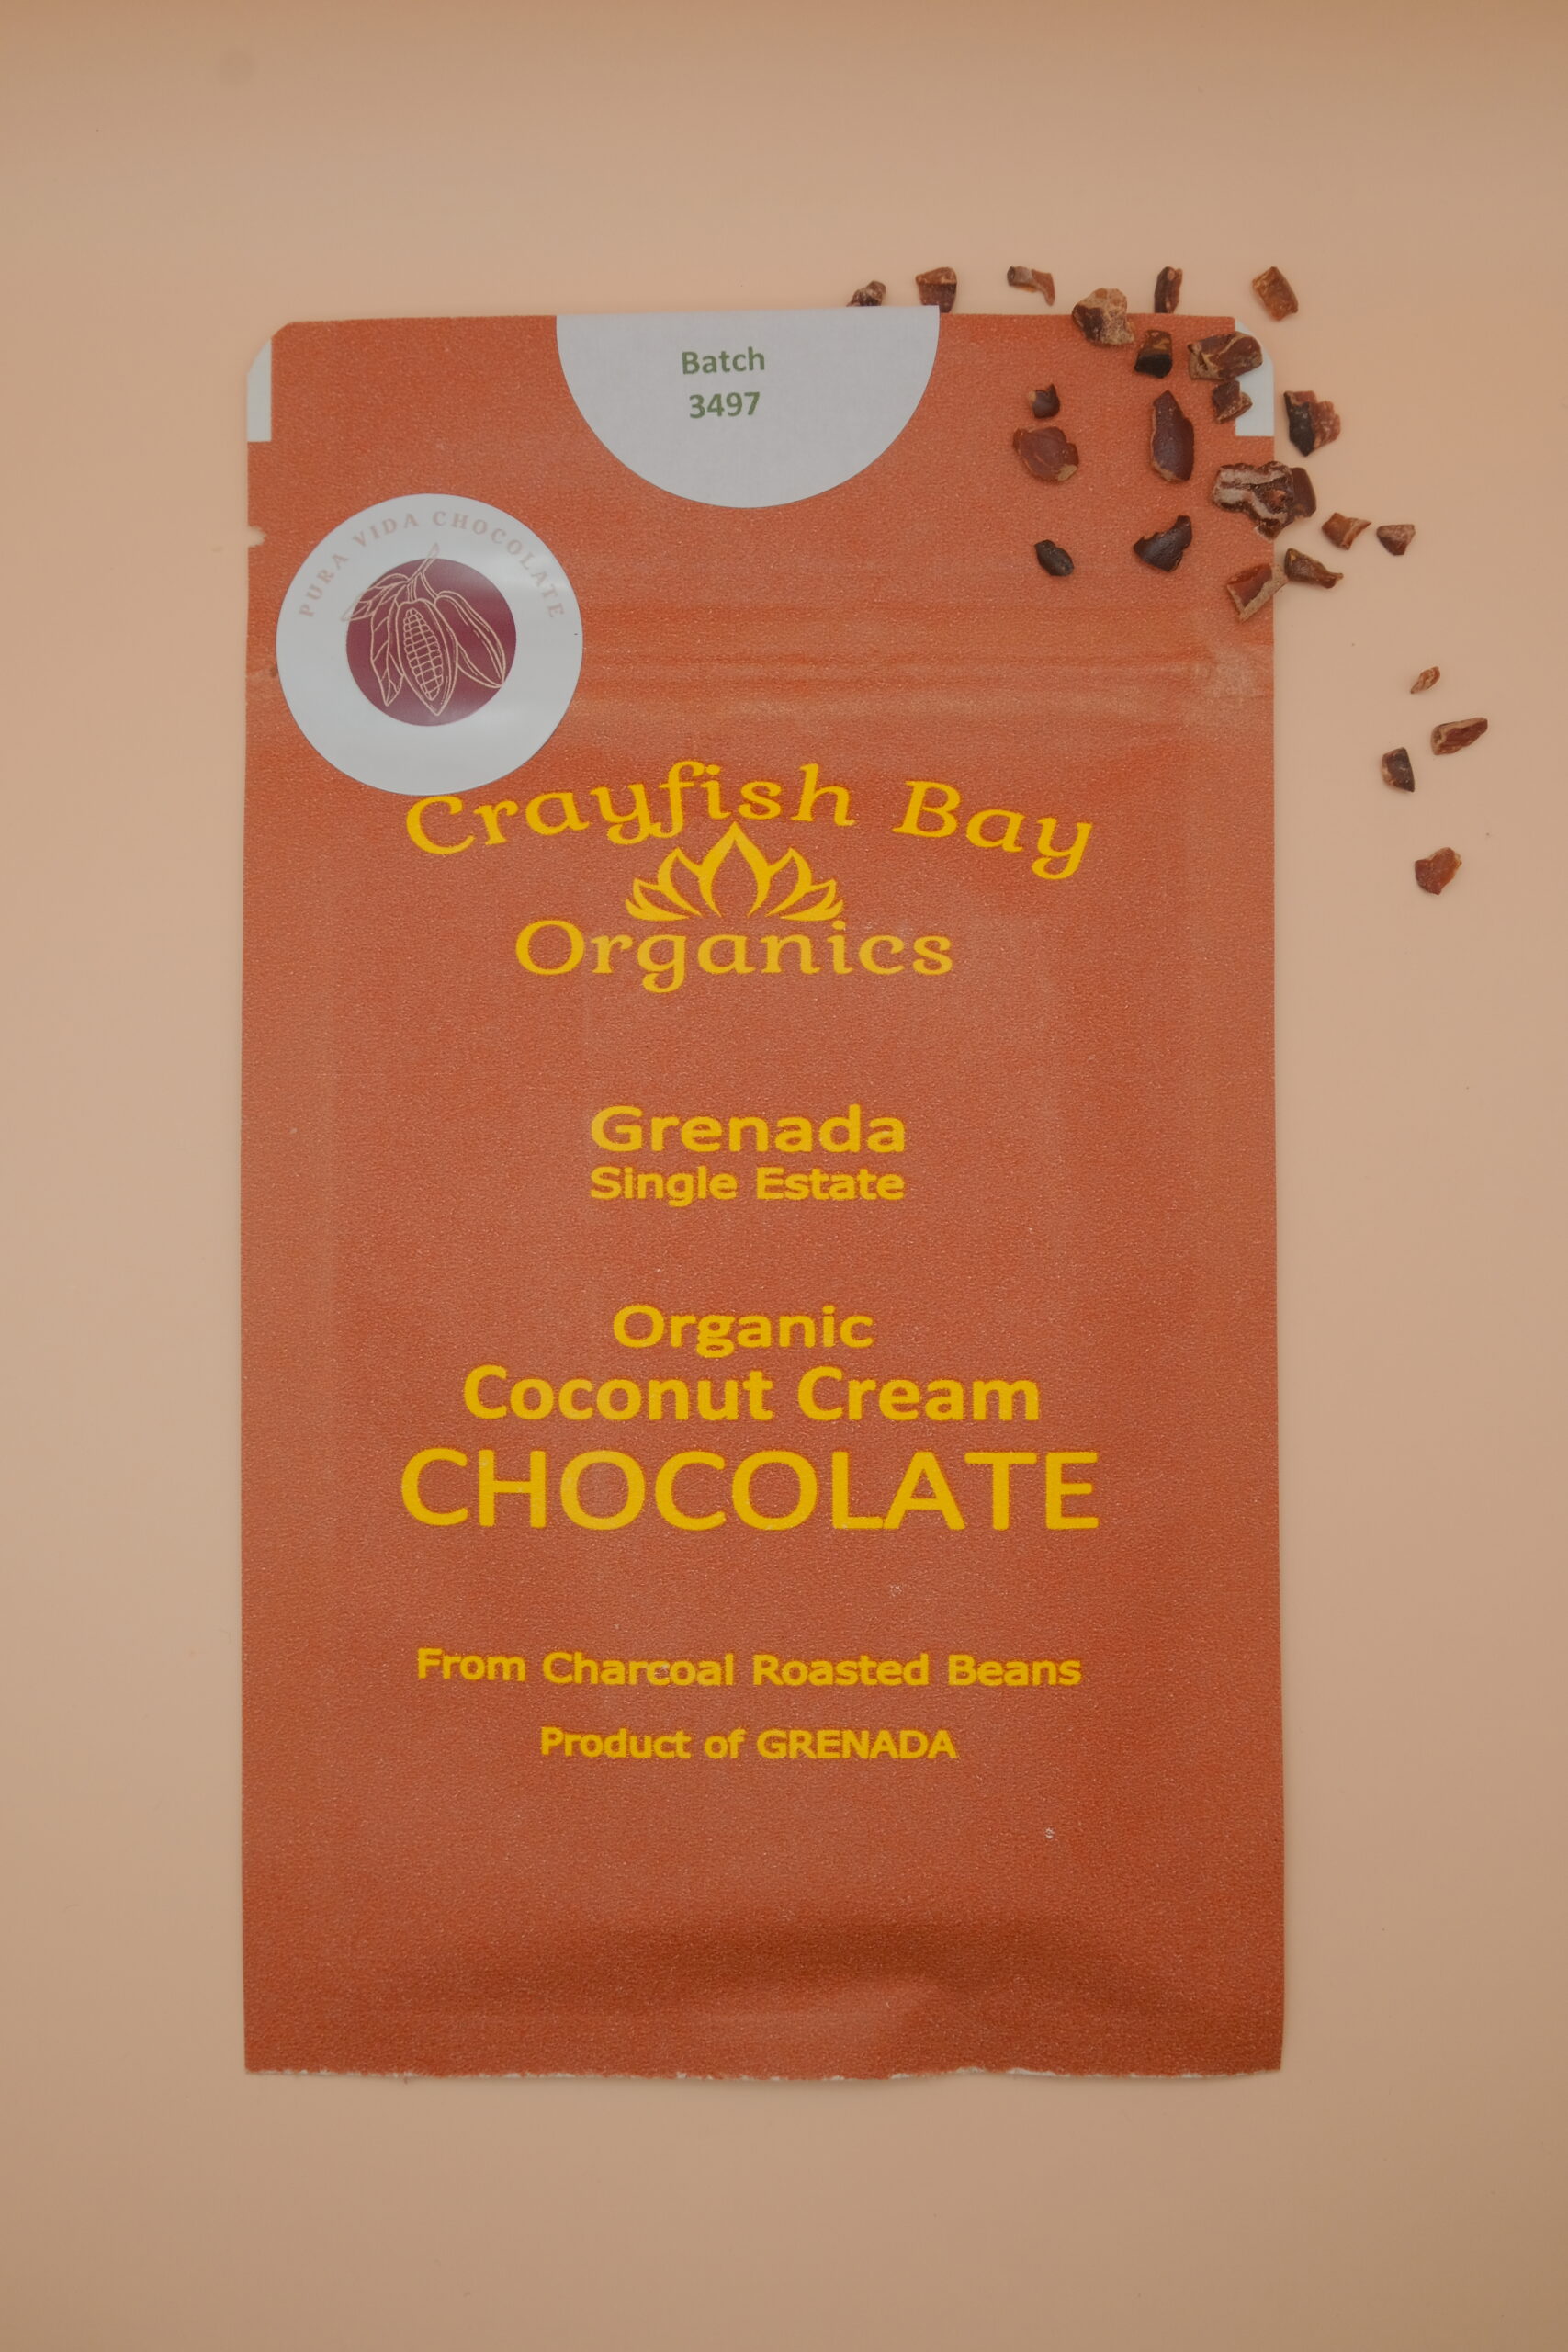 Batch
3497
PURA VIDA CHOCOLATE
Crayfish Bay
Organics
Grenada
Single Estate
Organic
Coconut Cream
CHOCOLATE
From Charcoal Roasted Beans
Product of GRENADA